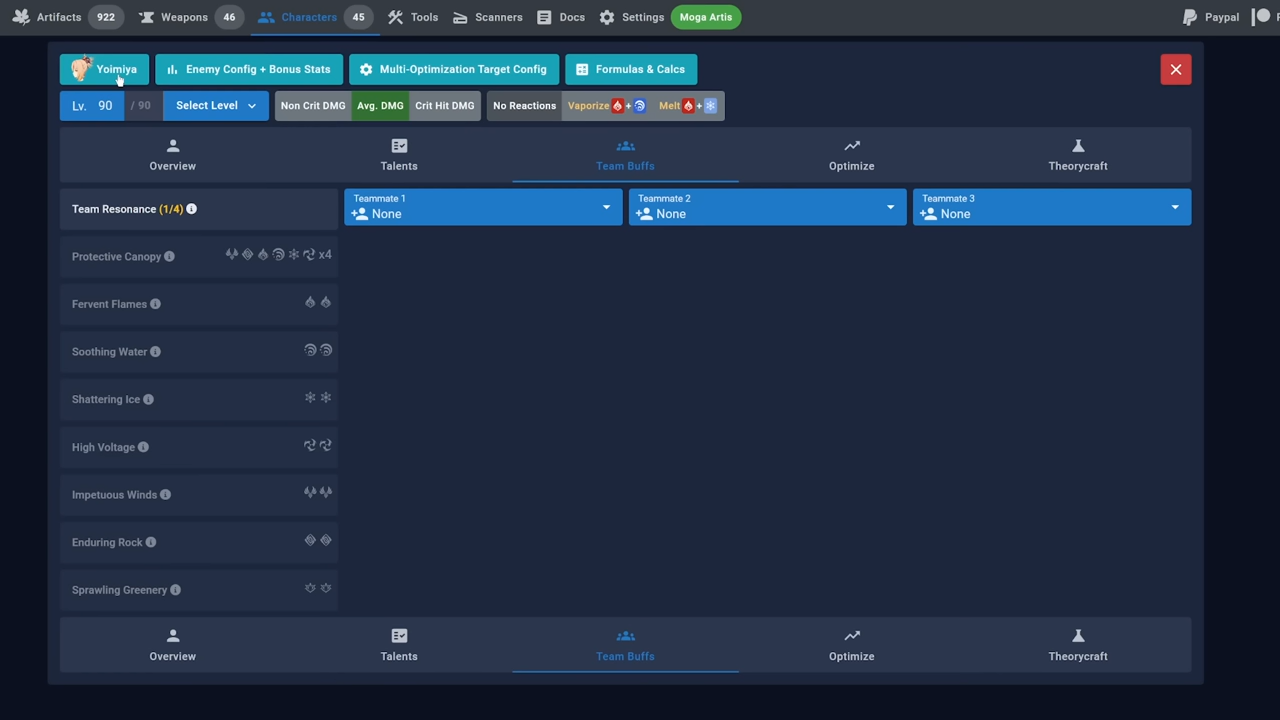 Artifacts 922 Weapons 46 Characters 45 Tools Scanners Docs Settings Moga Artis Paypal
Yoimiya Enemy Config + Bonus Stats Multi-Optimization Target Config Formulas & Calcs
Lv. 90 / 90 Select Level Non Crit DMG Avg. DMG Crit Hit DMG No Reactions Vaporize + Melt +
Overview Talents Team Buffs Optimize Theorycraft
Team Resonance (1/4)
Teammate 1
None
Teammate 2
None
Teammate 3
None
Protective Canopy x4
Fervent Flames
Soothing Water
Shattering Ice
High Voltage
Impetuous Winds
Enduring Rock
Sprawling Greenery
Overview Talents Team Buffs Optimize Theorycraft